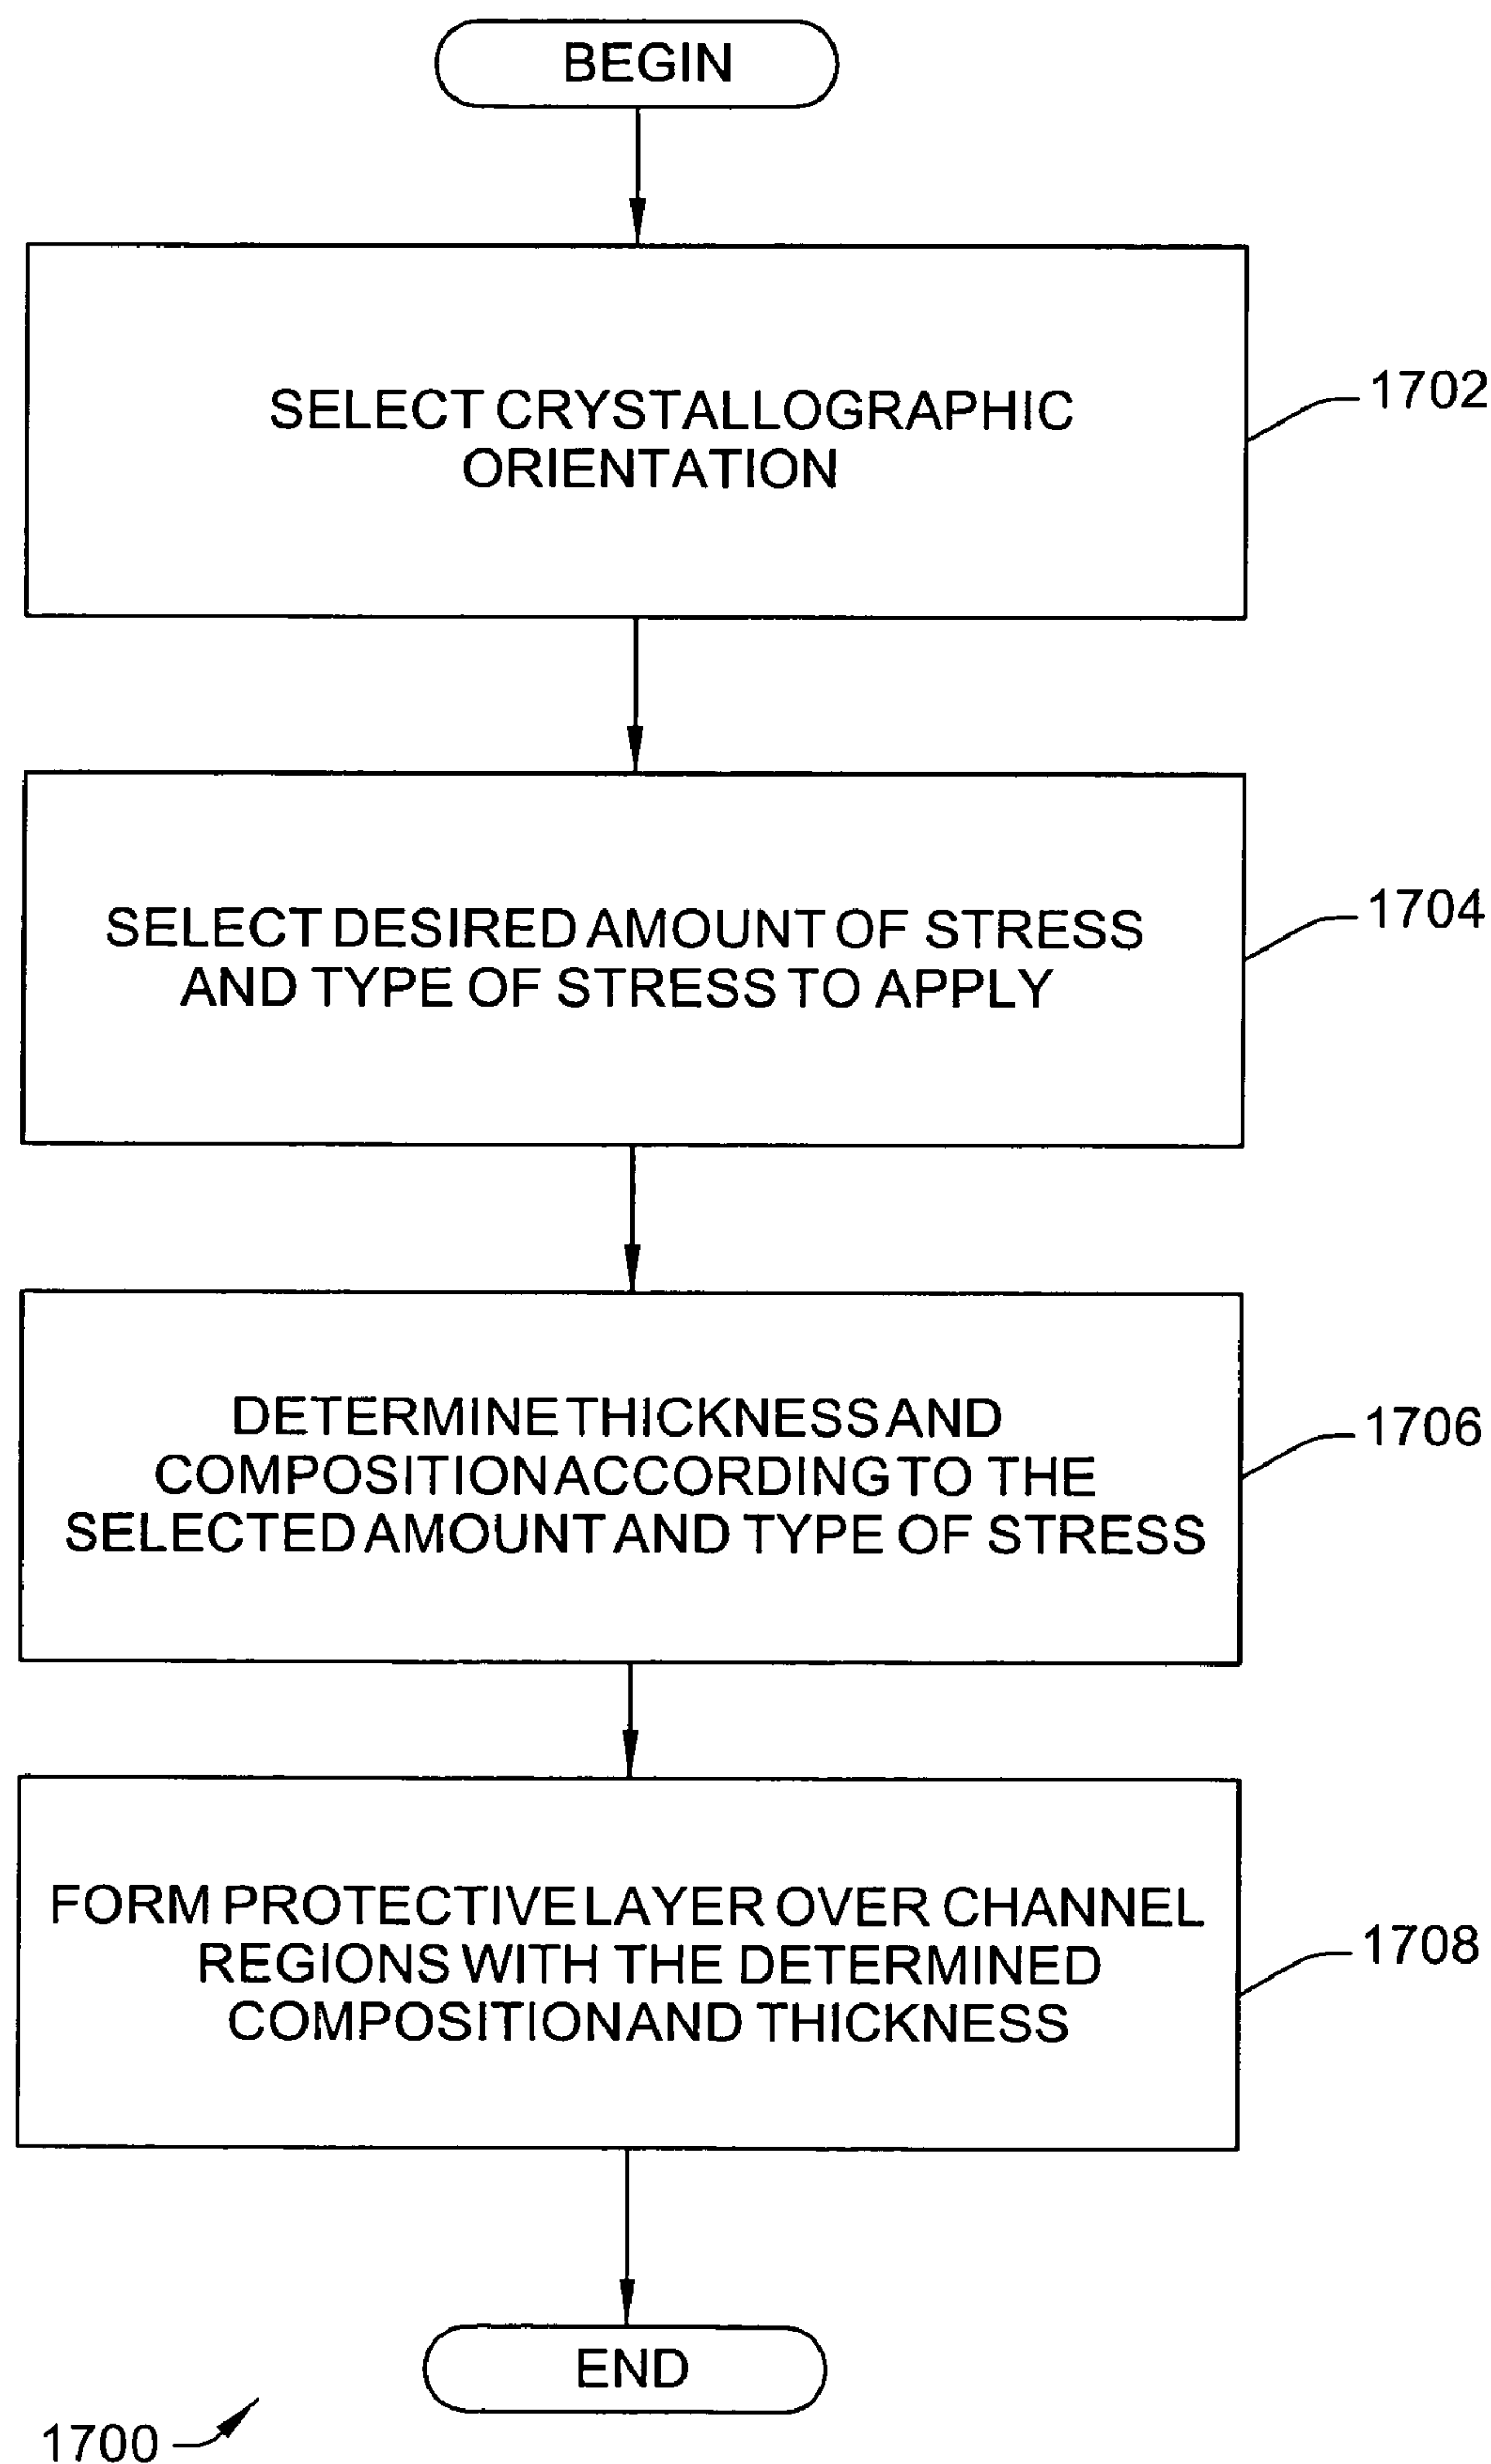 BEGIN
SELECT CRYSTALLOGRAPHIC
ORIENTATION
1702
SELECT DESIRED AMOUNT OF STRESS
AND TYPE OF STRESS TO APPLY
1704
DETERMINE THICKNESS AND
COMPOSITION ACCORDING TO THE
SELECTED AMOUNT AND TYPE OF STRESS
1706
FORM PROTECTIVE LAYER OVER CHANNEL
REGIONS WITH THE DETERMINED
COMPOSITION AND THICKNESS
1708
END
1700